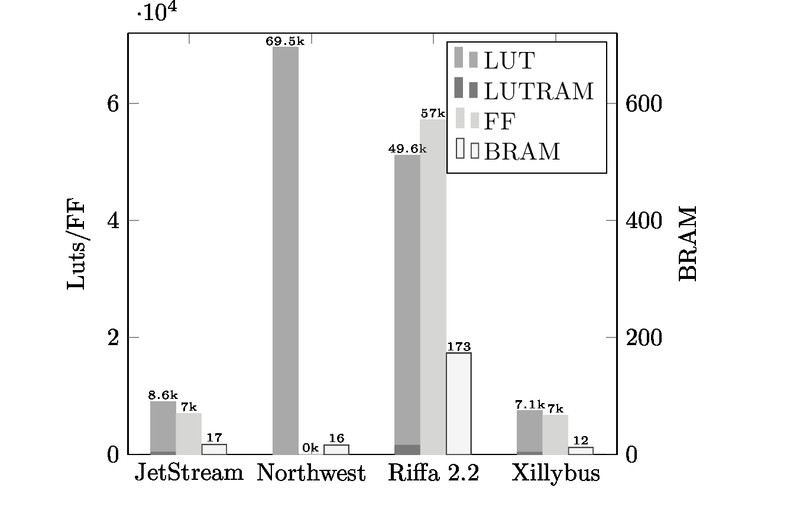 ·10⁴
69.5k
LUT
LUTRAM
FF
BRAM
6
600
57k
49.6k
Luts/FF
4
400
BRAM
2
200
173
8.6k
7k
17
0k
16
7.1k
7k
12
0
0
JetStream Northwest Riffa 2.2 Xillybus